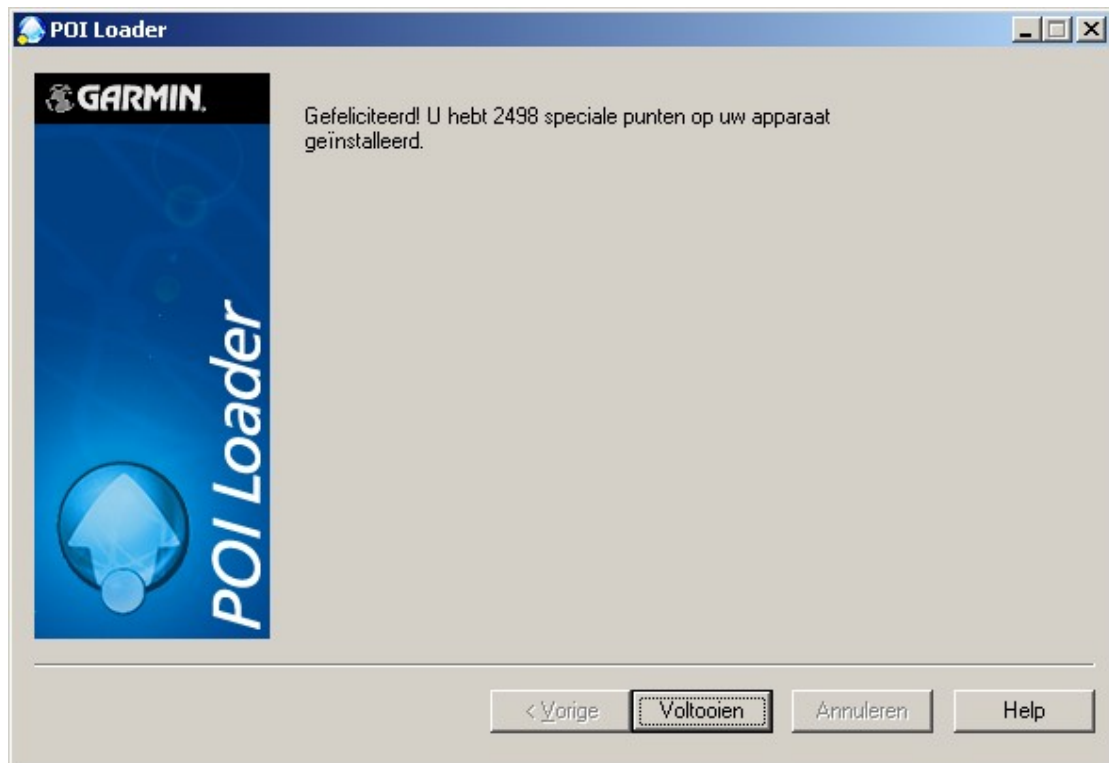 POI Loader
GARMIN.
Gefeliciteerd! U hebt 2498 speciale punten op uw apparaat
geïnstalleerd.
POI Loader
< Vorige
Voltooien
Annuleren
Help